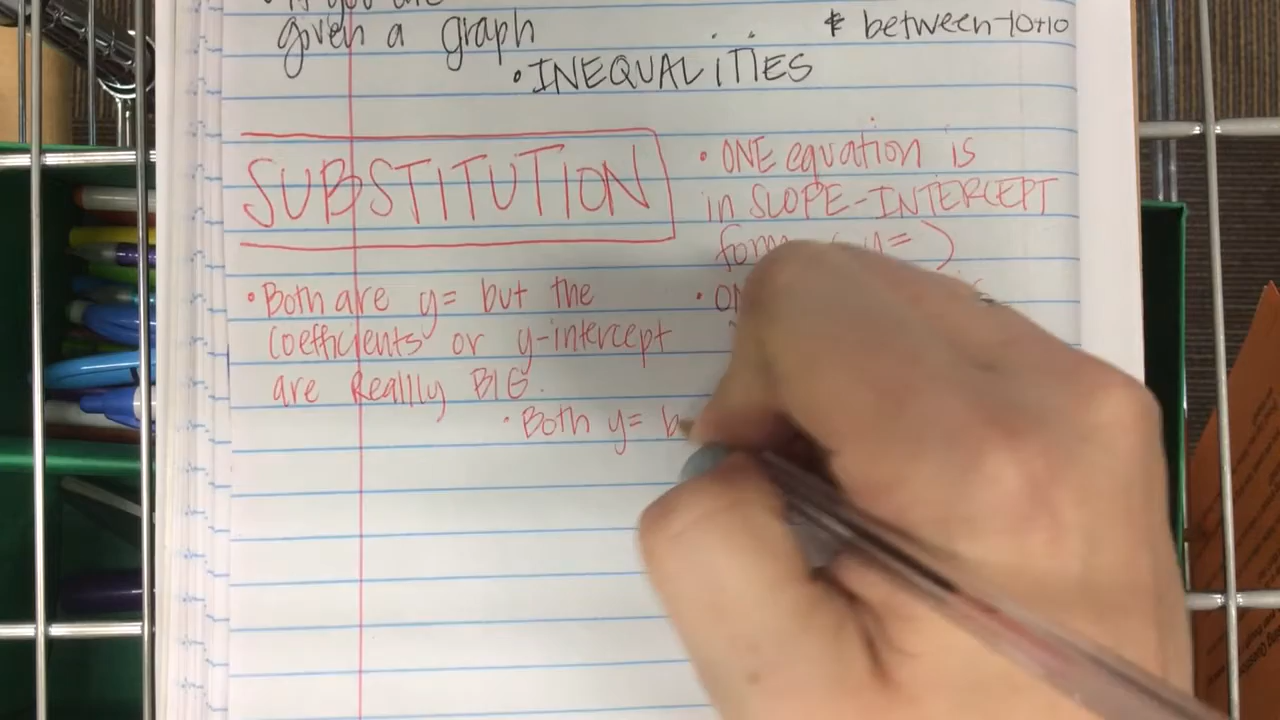 given a graph
* between -10+10
• INEQUALITIES
SUBSTITUTION
• ONE equation is
in SLOPE-INTERCEPT
form ( y= )
• Both are y= but the
coefficients or y-intercept
are Really BIG.
• Both y= b